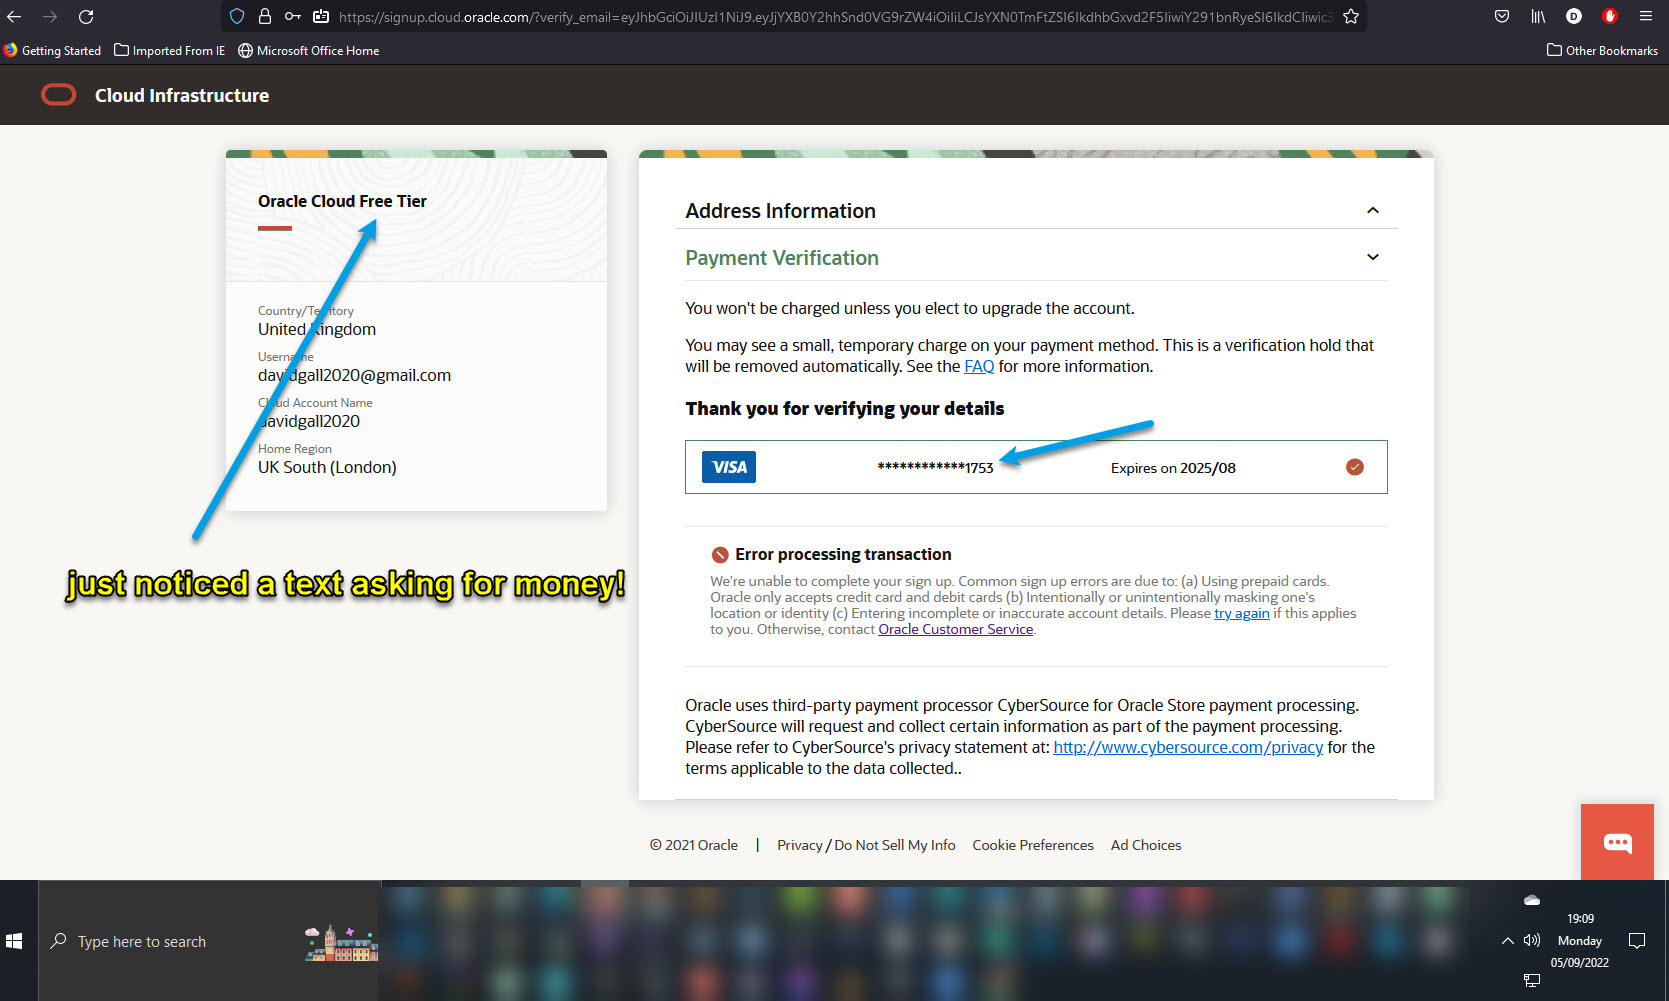 https://signup.cloud.oracle.com/?verify_email=eyJhbGciOiJIUzI1NiJ9.eyJjYXB0Y2hhSnd0VG9rZW4iOiIiLCJsYXN0TmFtZSI6IkdhbGxvd2F5IiwiY291bnRyeSI6IkdCIiwic3
D
Getting Started
Imported From IE
Microsoft Office Home
Other Bookmarks
Cloud Infrastructure
Oracle Cloud Free Tier
Country/Territory
United Kingdom
Username
davidgall2020@gmail.com
Cloud Account Name
davidgall2020
Home Region
UK South (London)
just noticed a text asking for money!
Address Information
Payment Verification
You won't be charged unless you elect to upgrade the account.
You may see a small, temporary charge on your payment method. This is a verification hold that
will be removed automatically. See the FAQ for more information.
Thank you for verifying your details
VISA
************1753
Expires on 2025/08
Error processing transaction
We're unable to complete your sign up. Common sign up errors are due to: (a) Using prepaid cards.
Oracle only accepts credit card and debit cards (b) Intentionally or unintentionally masking one's
location or identity (c) Entering incomplete or inaccurate account details. Please try again if this applies
to you. Otherwise, contact Oracle Customer Service.
Oracle uses third-party payment processor CyberSource for Oracle Store payment processing.
CyberSource will request and collect certain information as part of the payment processing.
Please refer to CyberSource's privacy statement at: http://www.cybersource.com/privacy for the
terms applicable to the data collected..
© 2021 Oracle | Privacy / Do Not Sell My Info Cookie Preferences Ad Choices
Type here to search
19:09
Monday
05/09/2022